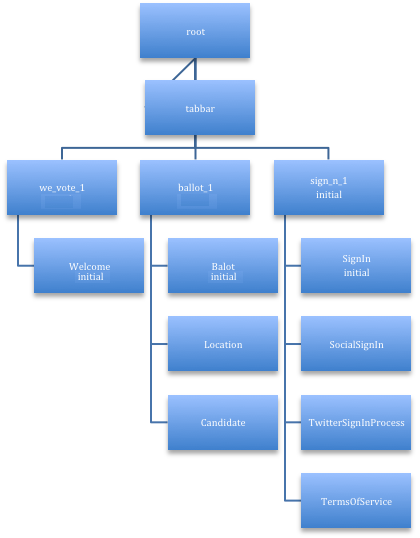 root
tabbar
we_vote_1
ballot_1
sign_n_1
initial
Welcome
initial
Balot
initial
SignIn
initial
Location
SocialSignIn
Candidate
TwitterSignInProcess
TermsOfService